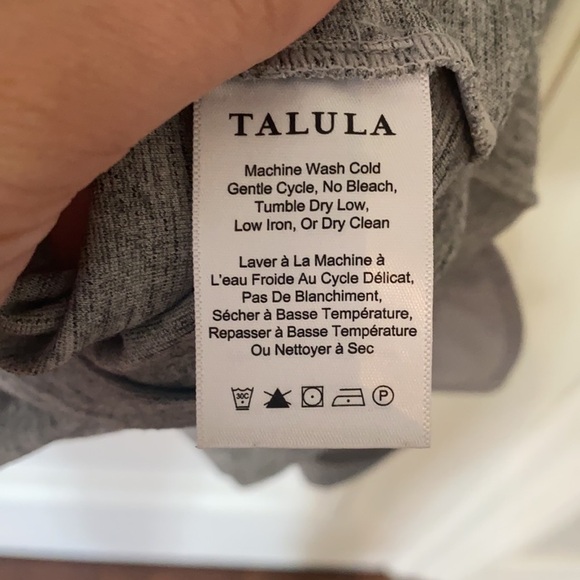 TALULA
Machine Wash Cold
Gentle Cycle, No Bleach,
Tumble Dry Low,
Low Iron, Or Dry Clean
Laver à La Machine à
L'eau Froide Au Cycle Délicat,
Pas De Blanchiment,
Sécher à Basse Température,
Repasser à Basse Température
Ou Nettoyer à Sec
30C P